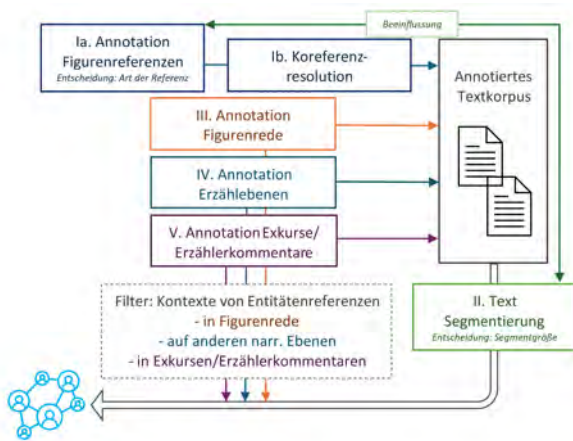 Beeinflussung
Ia. Annotation
Figurenreferenzen
Entscheidung: Art der Referenz
Ib. Koreferenz-
resolution
Annotiertes
Textkorpus
III. Annotation
Figurenrede
IV. Annotation
Erzählebenen
V. Annotation Exkurse/
Erzählerkommentare
Filter: Kontexte von Entitätenreferenzen
- in Figurenrede
- auf anderen narr. Ebenen
- in Exkursen/Erzählerkommentaren
II. Text
Segmentierung
Entscheidung: Segmentgröße